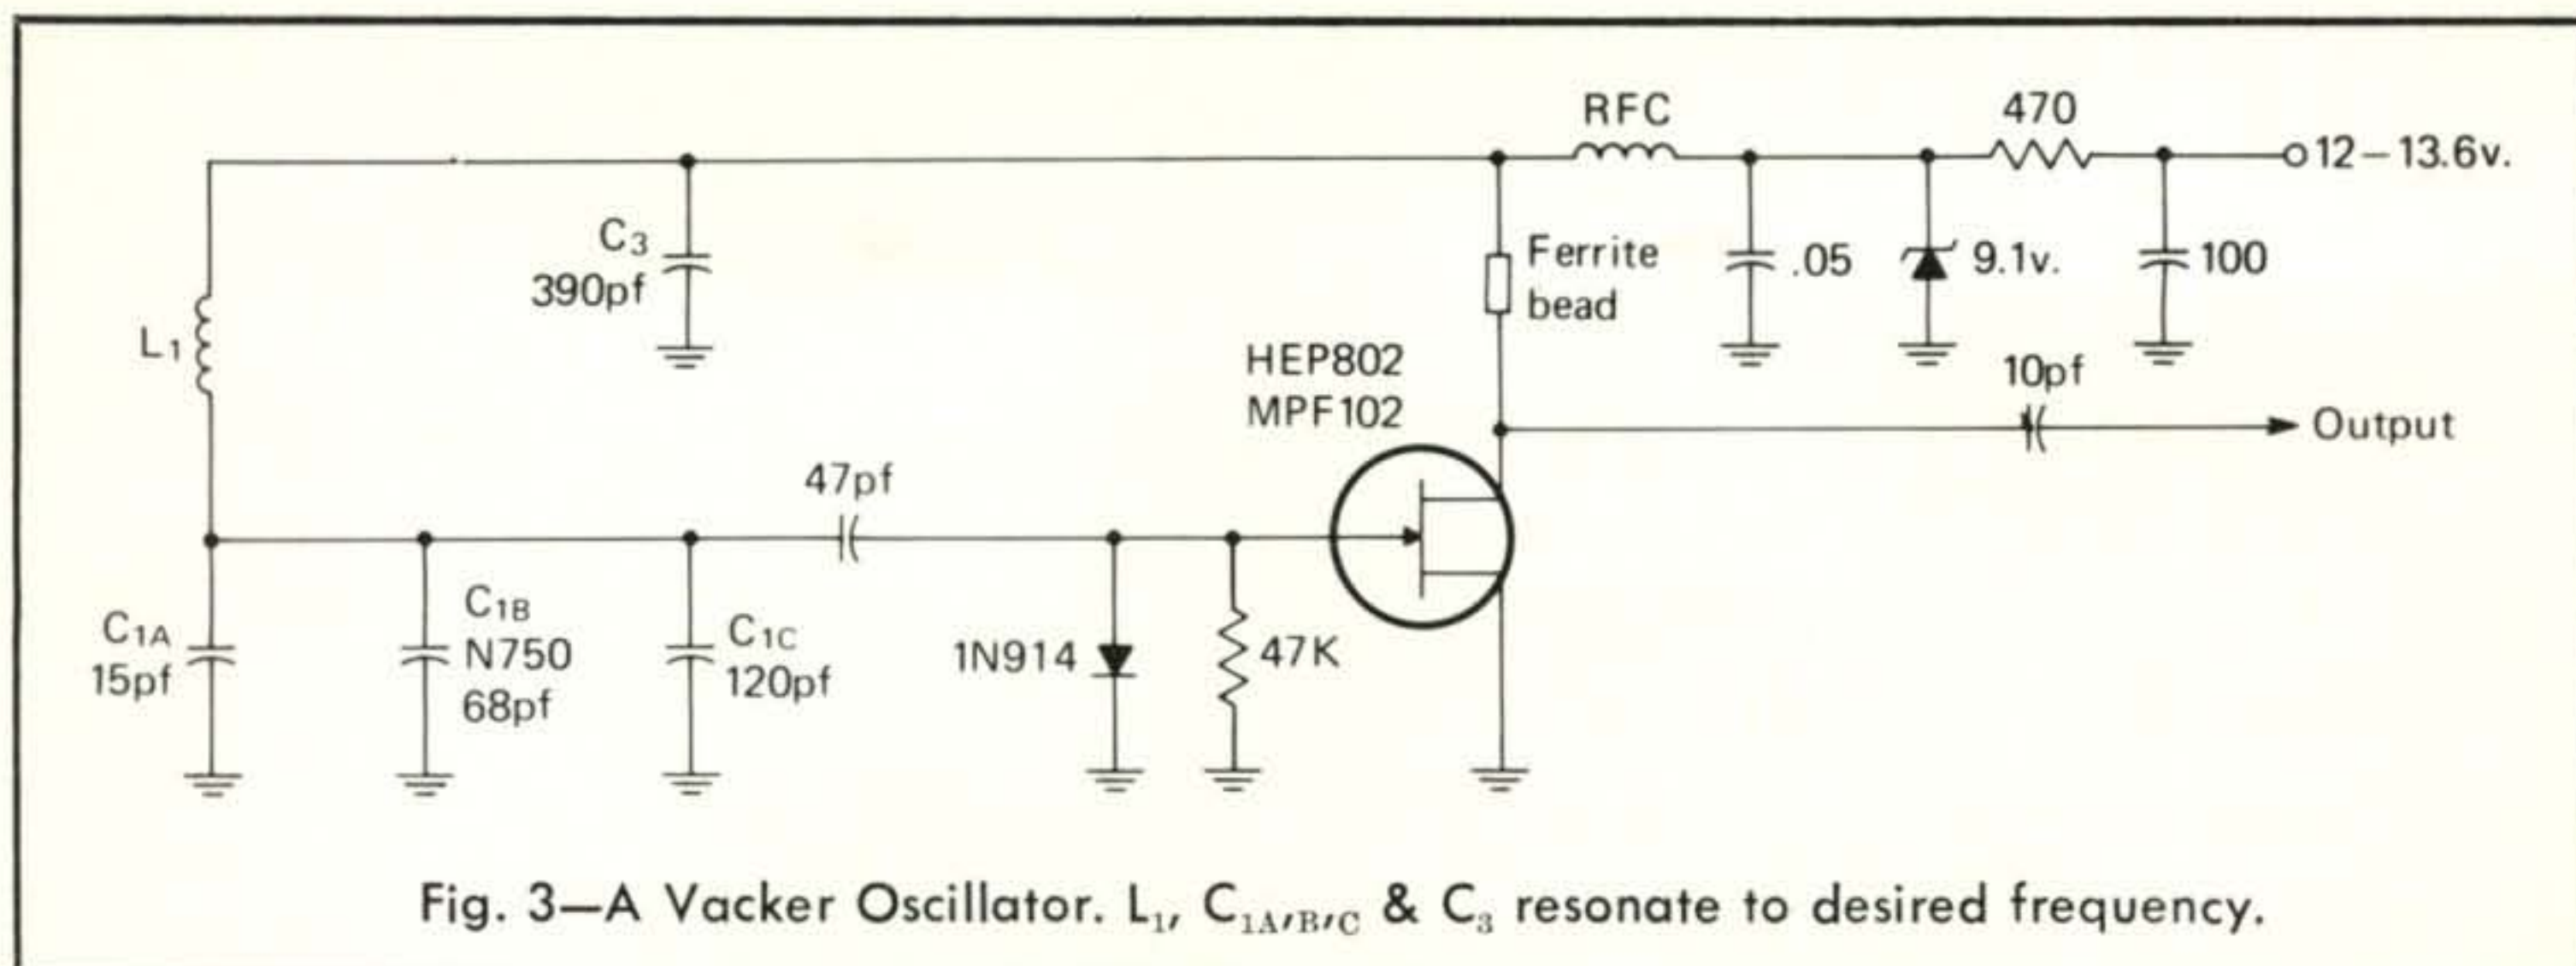 RFC
470
12–13.6v.
C3
390pf
Ferrite
bead
.05
9.1v.
100
L1
HEP802
MPF102
10pf
Output
47pf
C1A
15pf
C1B
N750
68pf
C1C
120pf
1N914
47K
Fig. 3—A Vacker Oscillator. L1, C1A,B,C & C3 resonate to desired frequency.